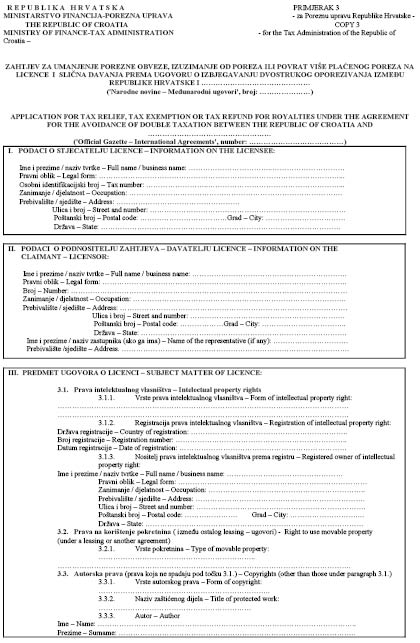 R E P U B L I K A   H R V A T S K A
MINISTARSTVO FINANCIJA-POREZNA UPRAVA
THE REPUBLIC OF CROATIA
MINISTRY OF FINANCE-TAX ADMINISTRATION
PRIMJERAK 3
- za Poreznu upravu Republike Hrvatske -
COPY 3
- for the Tax Administration of the Republic of
Croatia –
ZAHTJEV ZA UMANJENJE POREZNE OBVEZE, IZUZIMANJE OD POREZA ILI POVRAT VIŠE PLAĆENOG POREZA NA
LICENCE I SLIČNA DAVANJA PREMA UGOVORU O IZBJEGAVANJU DVOSTRUKOG OPOREZIVANJA IZMEĐU
REPUBLIKE HRVATSKE I ……………………………
('Narodne novine – Međunarodni ugovori', broj: …………………)
APPLICATION FOR TAX RELIEF, TAX EXEMPTION OR TAX REFUND FOR ROYALTIES UNDER THE AGREEMENT
FOR THE AVOIDANCE OF DOUBLE TAXATION BETWEEN THE REPUBLIC OF CROATIA AND
……………………………………………
('Official Gazette – International Agreements', number: ……………………………)
I. PODACI O STJECATELJU LICENCE – INFORMATION ON THE LICENSEE:
Ime i prezime / naziv tvrtke – Full name / business name: ……………………………………………
Pravni oblik – Legal form: ……………………………………………
Osobni identifikacijski broj – Tax number: ……………………………………………
Zanimanje / djelatnost – Occupation: ……………………………………………
Prebivalište /sjedište – Address: ……………………………………
Ulica i broj – Street and number: ……………………………………
Poštanski broj – Postal code: ………………………… Grad – City: …………………………
Država – State: ……………………………………………
II. PODACI O PODNOSITELJU ZAHTJEVA – DAVATELJU LICENCE – INFORMATION ON THE
CLAIMANT – LICENSOR:
Ime i prezime / naziv tvrtke – Full name / business name: ……………………………………………
Pravni oblik – Legal form: ……………………………………………
Broj – Number: ……………………………………………
Zanimanje / djelatnost – Occupation: ……………………………………………
Prebivalište /sjedište – Address: ……………………………………………
Ulica i broj – Street and number: ……………………………………
Poštanski broj – Postal code: ……………Grad – City: …………………………
Država – State: ……………………………………………
Ime i prezime / naziv zastupnika (ako ga ima) – Name of the representative (if any): ……………………
Prebivalište /sjedište – Address: ……………………………………………
III. PREDMET UGOVORA O LICENCI – SUBJECT MATTER OF LICENCE:
3.1. Prava intelektualnog vlasništva – Intellectual property rights
3.1.1. Vrste prava intelektualnog vlasništva – Form of intellectual property right:
……………………………………………
……………………………………………
3.1.2. Registracija prava intelektualnog vlasništva – Registration of intellectual property right:
Država registracije – Country of registration: ……………………………………………
Broj registracije – Registration number: ……………………………………………
Datum registracije – Date of registration: ……………………………………………
3.1.3. Nositelj prava intelektualnog vlasništva prema registru – Registered owner of intellectual
property right:
Ime i prezime / naziv tvrtke – Full name / business name: ……………………………………………
Pravni oblik – Legal form: ……………………………………
Zanimanje / djelatnost – Occupation: ……………………………………
Prebivalište /sjedište – Address: ……………………………………
Ulica i broj – Street and number: ……………………………………
Poštanski broj – Postal code: …………………… Grad – City: …………………………
Država – State: ……………………………………………
3.2. Prava na korištenje pokretnina ( između ostalog leasing – ugovori) - Right to use movable property
(under a leasing or another agreement)
3.2.1. Vrste pokretnina – Type of movable property:
……………………………………………
……………………………………………
3.3. Autorska prava (prava koja ne spadaju pod točku 3.1.) – Copyrights (other than those under paragraph 3.1.)
3.3.1. Vrste autorskog prava – Form of copyright:
……………………………………………
3.3.2. Naziv zaštićenog dijela – Title of protected work:
……………………………………………
3.3.3. Autor – Author
Ime – Name: ……………………………………………
Prezime – Surname: ……………………………………………